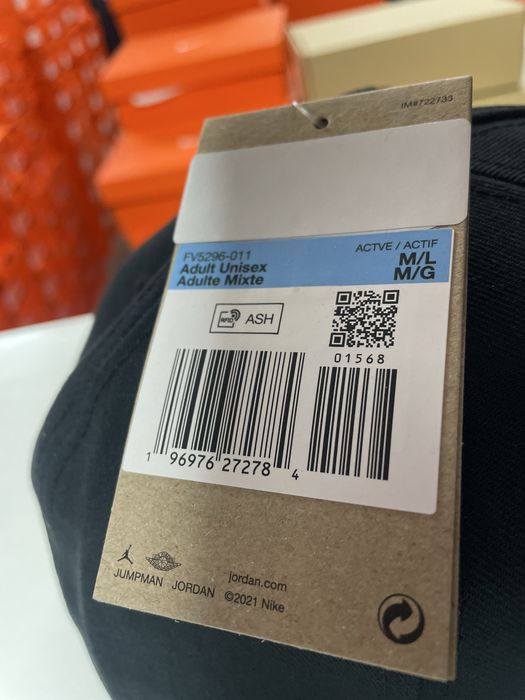 IM#722733
FV5296-011
Adult Unisex
Adulte Mixte
ACTVE / ACTIF
M/L
M/G
RFID ASH
01568
1 96976 27278 4
JUMPMAN JORDAN
jordan.com
©2021 Nike